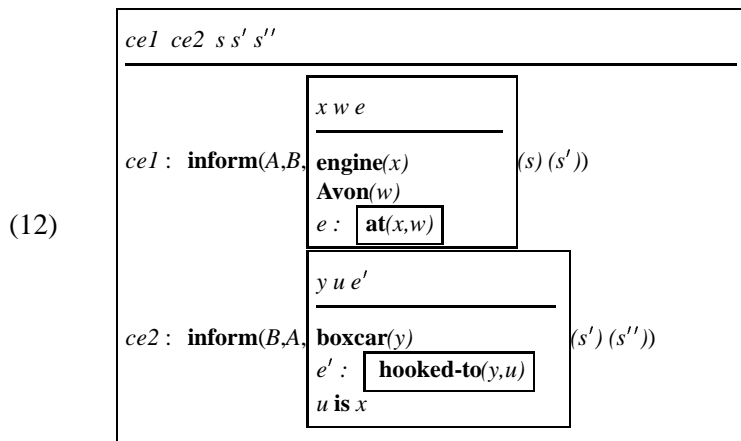 ce1 ce2 s s′ s′′
x w e
ce1 : inform(A,B, engine(x) (s) (s′))
Avon(w)
(12)
e : at(x,w)
y u e′
ce2 : inform(B,A, boxcar(y) (s′) (s′′))
e′ : hooked-to(y,u)
u is x